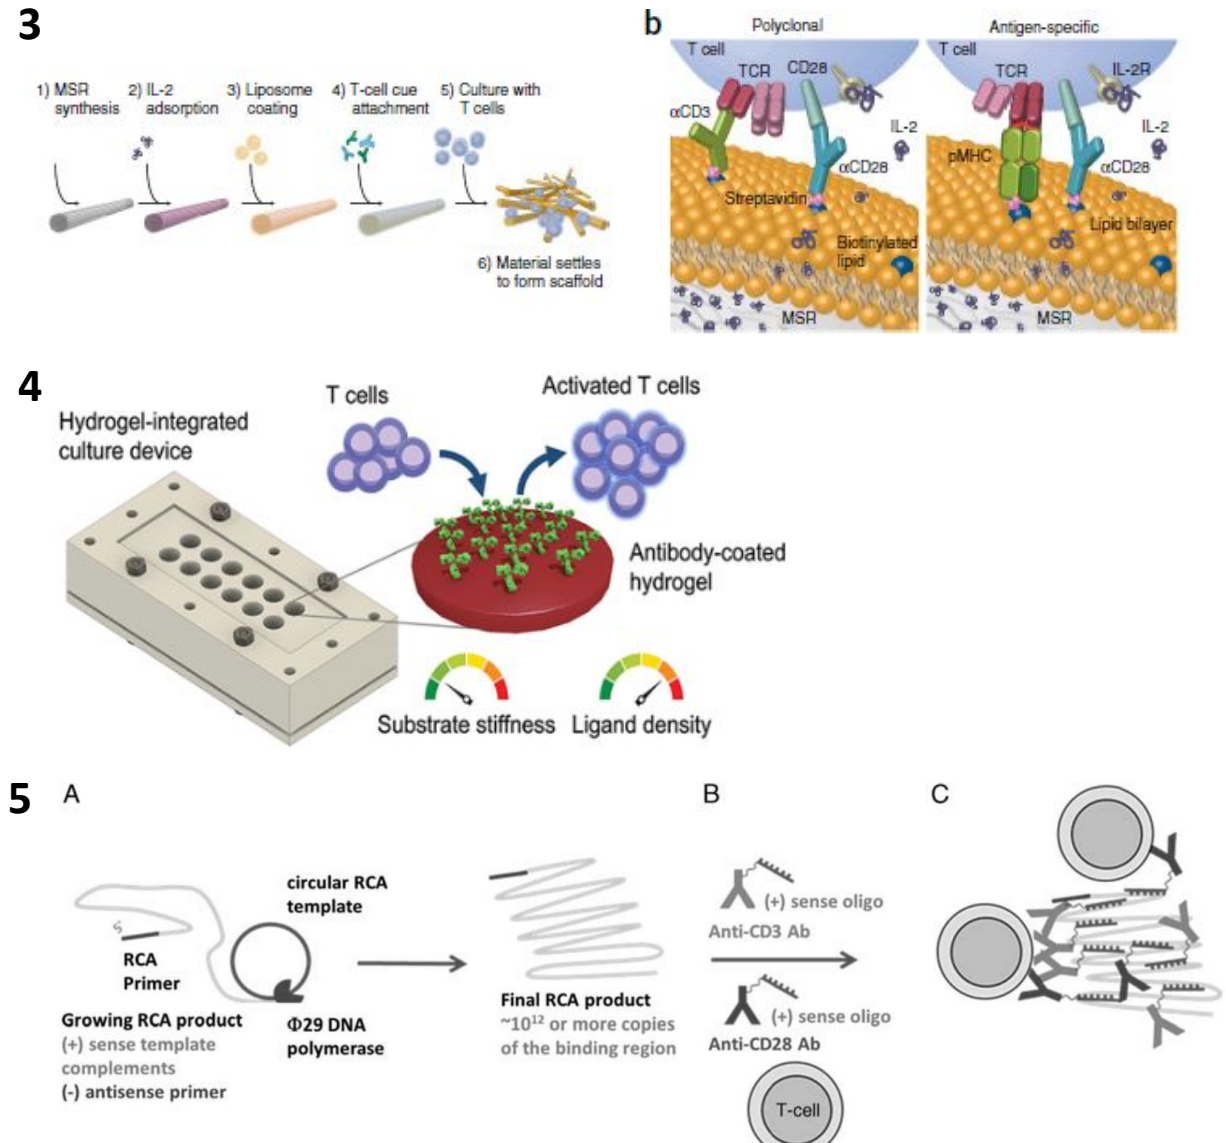 3
1) MSR
synthesis
2) IL-2
adsorption
3) Liposome
coating
4) T-cell cue
attachment
5) Culture with
T cells
6) Material settles
to form scaffold
b
Polyclonal
T cell
TCR
CD28
αCD3
IL-2
αCD28
Streptavidin
Biotinylated
lipid
MSR
Antigen-specific
T cell
TCR
IL-2R
IL-2
pMHC
αCD28
Lipid bilayer
MSR
4
Hydrogel-integrated
culture device
T cells
Activated T cells
Antibody-coated
hydrogel
Substrate stiffness
Ligand density
5
A
5'
RCA
Primer
circular RCA
template
Growing RCA product
(+) sense template
complements
(-) antisense primer
Φ29 DNA
polymerase
Final RCA product
~10¹² or more copies
of the binding region
B
(+) sense oligo
Anti-CD3 Ab
(+) sense oligo
Anti-CD28 Ab
T-cell
C